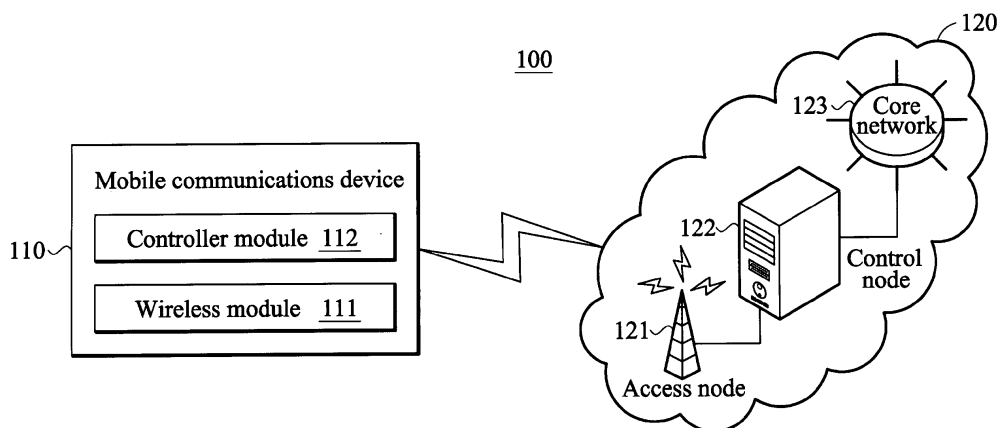 100
120
123
Core
network
Mobile communications device
110
Controller module 112
Wireless module 111
122
Control
node
121
Access node